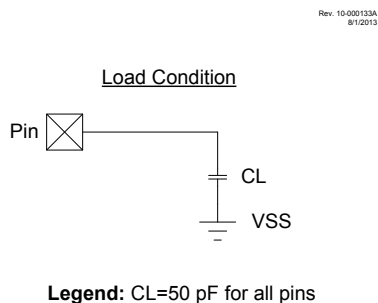 Rev. 10-000133A
8/1/2013
Load Condition
Pin
CL
VSS
Legend: CL=50 pF for all pins